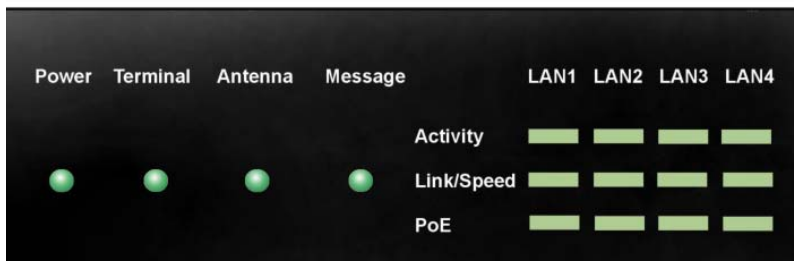 Power Terminal Antenna Message LAN1 LAN2 LAN3 LAN4
Activity
Link/Speed
PoE